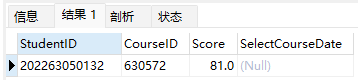 信息 结果 1 剖析 状态
StudentID CourseID Score SelectCourseDate
202263050132 630572 81.0 (Null)